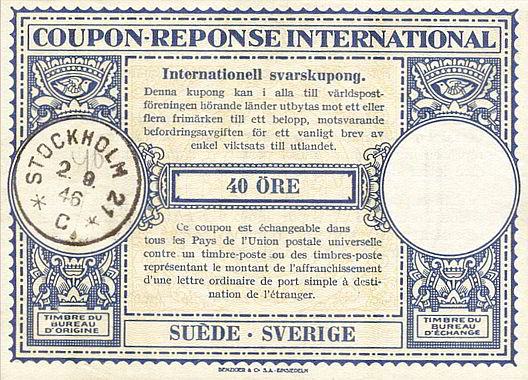 COUPON-REPONSE INTERNATIONAL
Internationell svarskupong.
Denna kupong kan i alla till världspost-
föreningen hörande länder utbytas mot ett eller
flera frimärken till ett belopp, motsvarande
befordringsavgiften för ett vanligt brev av
enkel viktsats till utlandet.
STOCKHOLM 21
2.9.
46
C
40 ÖRE
Ce coupon est échangeable dans
tous les Pays de l'Union postale universelle
contre un timbre-poste ou des timbres-poste
représentant le montant de l'affranchissement
d'une lettre ordinaire de port simple à desti-
nation de l'étranger.
TIMBRE DU
BUREAU
D'ORIGINE
SUÈDE · SVERIGE
TIMBRE DU
BUREAU
D'ÉCHANGE
BENZIGER & Co S.A. - EINSIEDELN